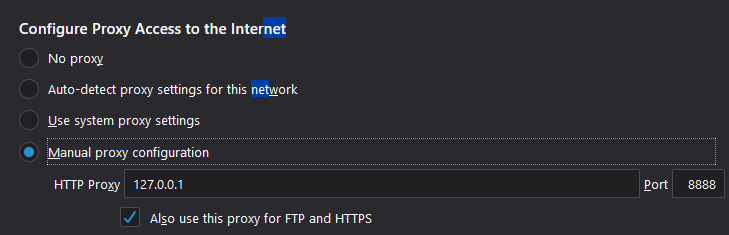 Configure Proxy Access to the Internet
No proxy
Auto-detect proxy settings for this network
Use system proxy settings
Manual proxy configuration
HTTP Proxy 127.0.0.1 Port 8888
Also use this proxy for FTP and HTTPS